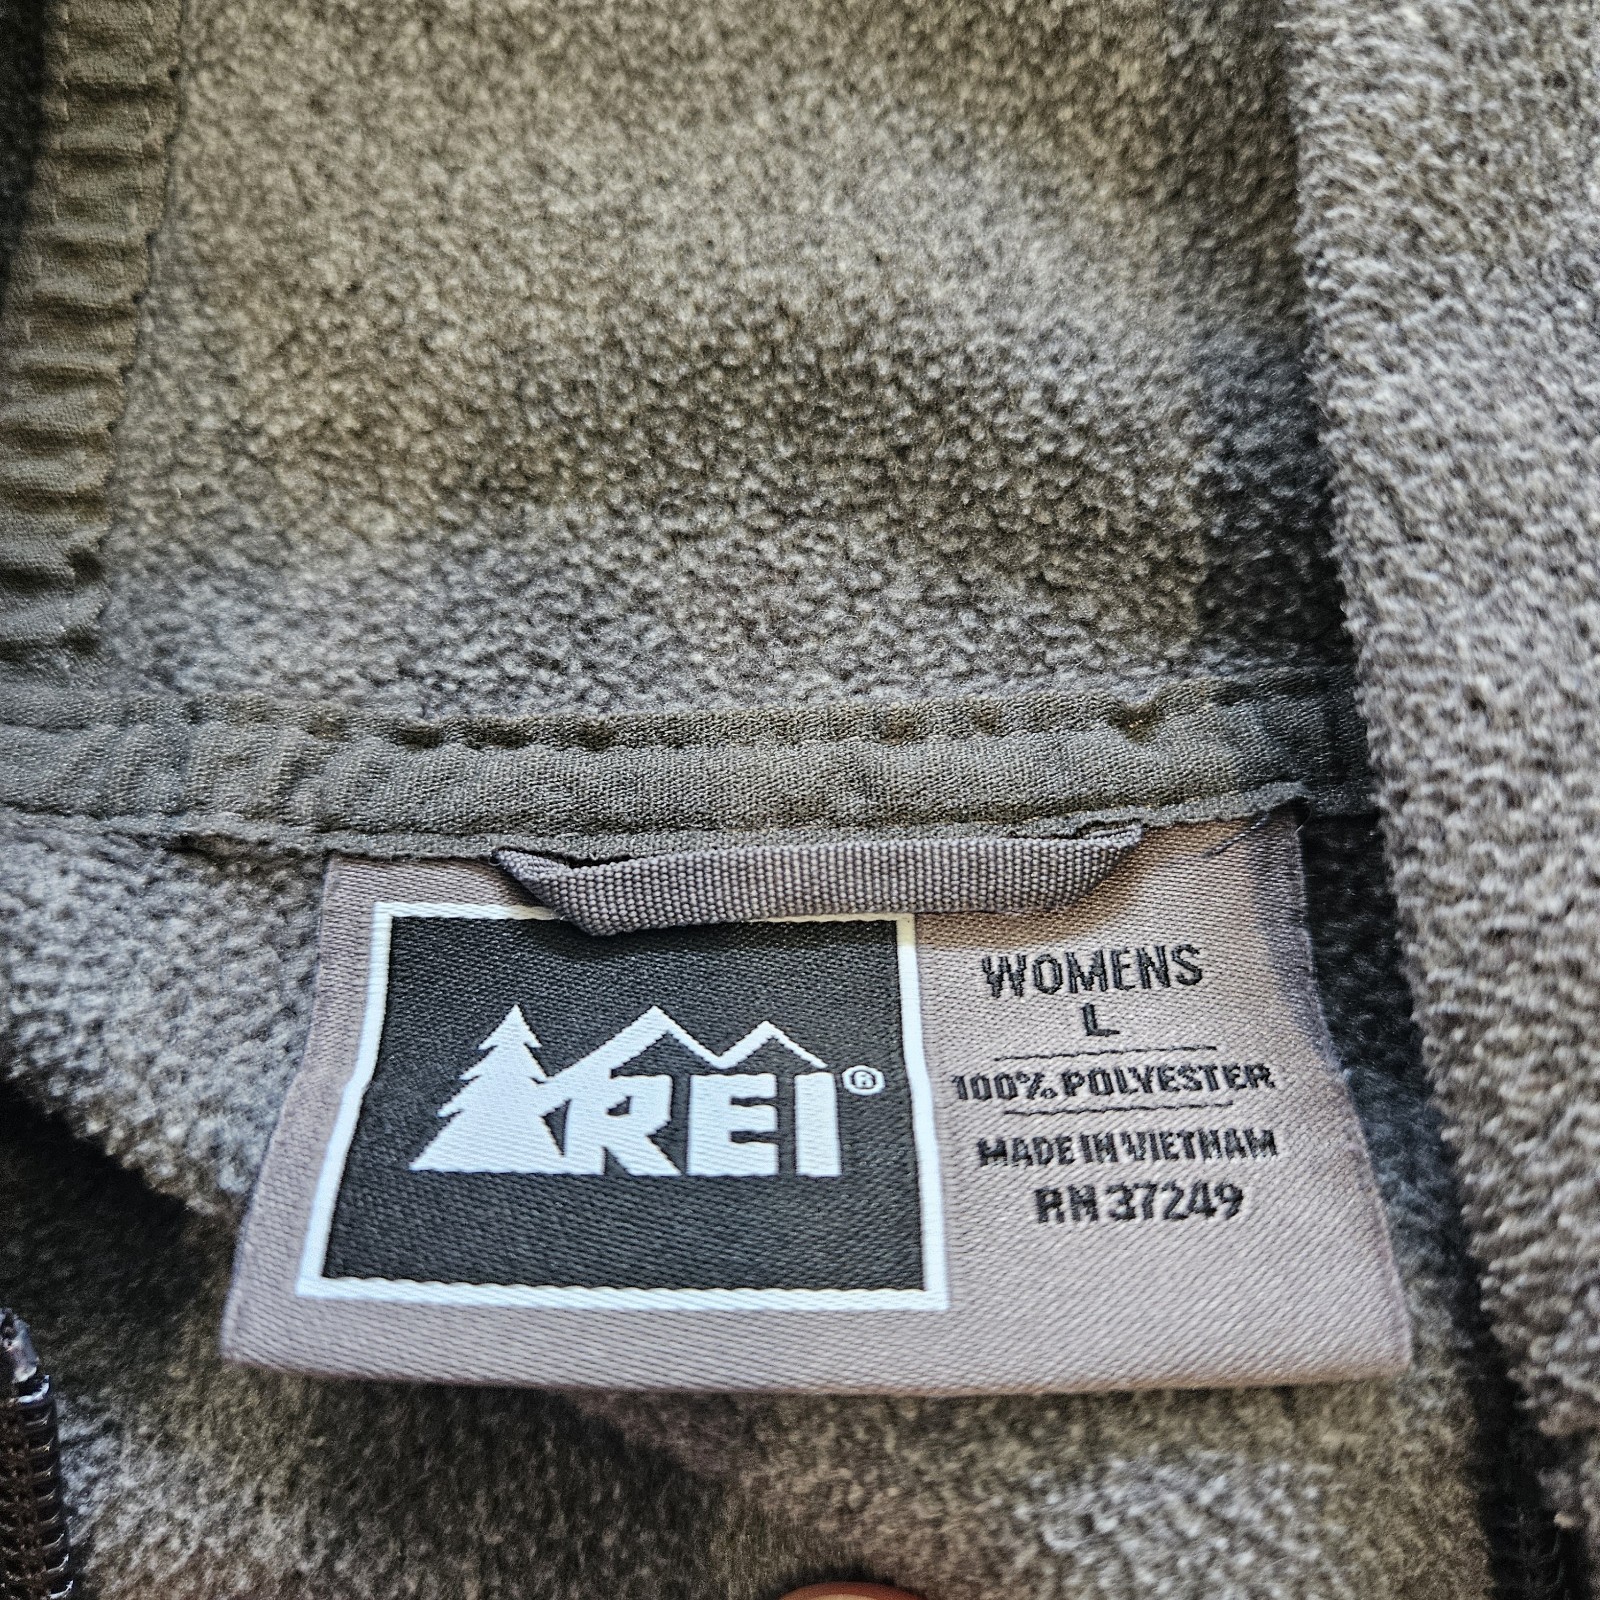 REI®
WOMENS
L
100% POLYESTER
MADE IN VIETNAM
RN 37249